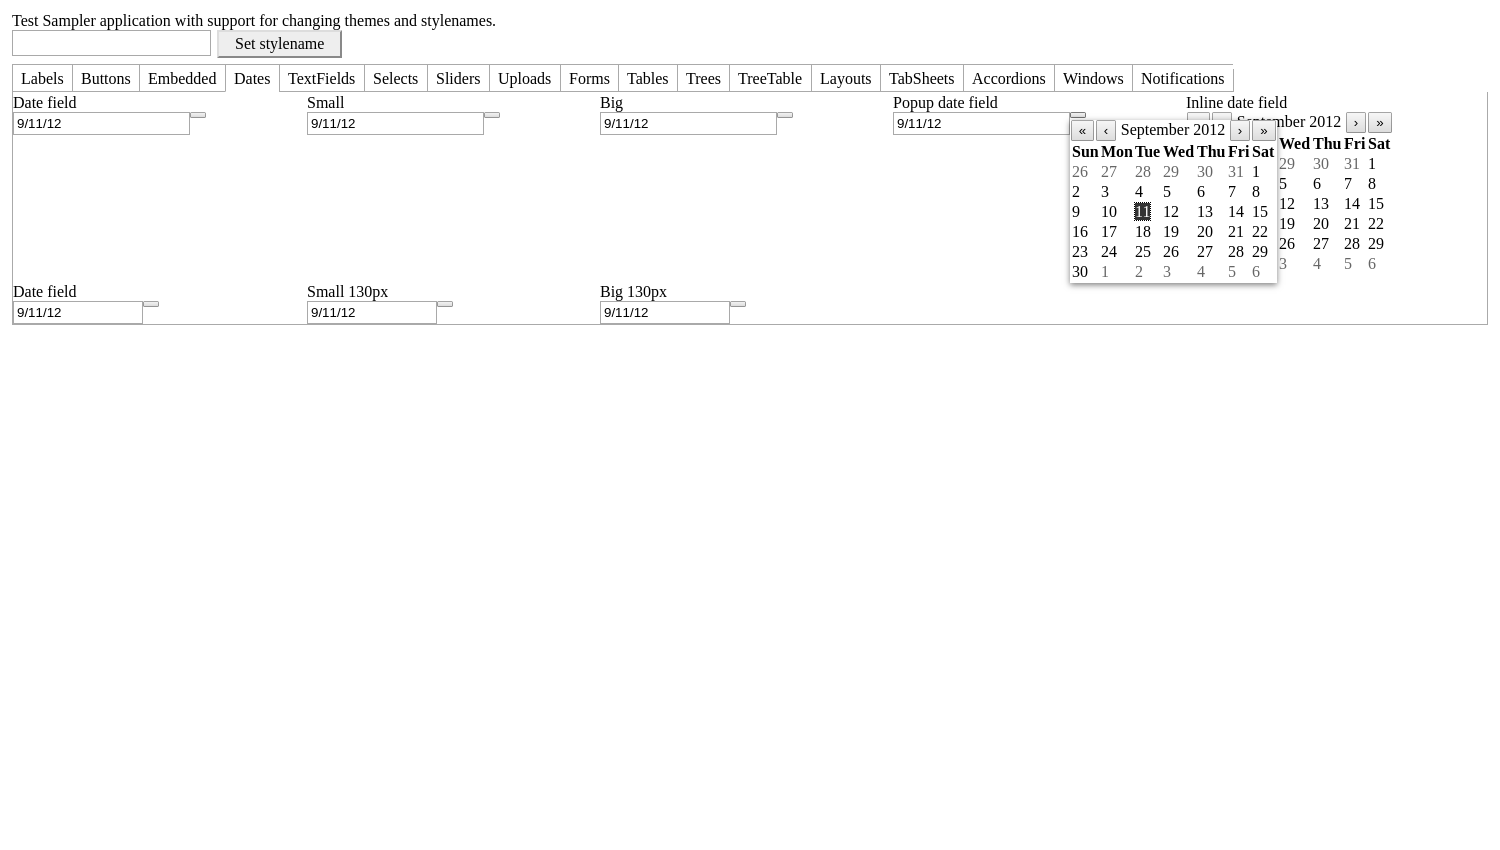 Test Sampler application with support for changing themes and stylenames.
Set stylename
Labels Buttons Embedded Dates TextFields Selects Sliders Uploads Forms Tables Trees TreeTable Layouts TabSheets Accordions Windows Notifications
Date field Small Big Popup date field Inline date field
9/11/12 9/11/12 9/11/12 9/11/12
« ‹ September 2012 › »
Sun Mon Tue Wed Thu Fri Sat
26 27 28 29 30 31 1
2 3 4 5 6 7 8
9 10 11 12 13 14 15
16 17 18 19 20 21 22
23 24 25 26 27 28 29
30 1 2 3 4 5 6
2012 › »
Wed Thu Fri Sat
29 30 31 1
5 6 7 8
12 13 14 15
19 20 21 22
26 27 28 29
3 4 5 6
Date field Small 130px Big 130px
9/11/12 9/11/12 9/11/12